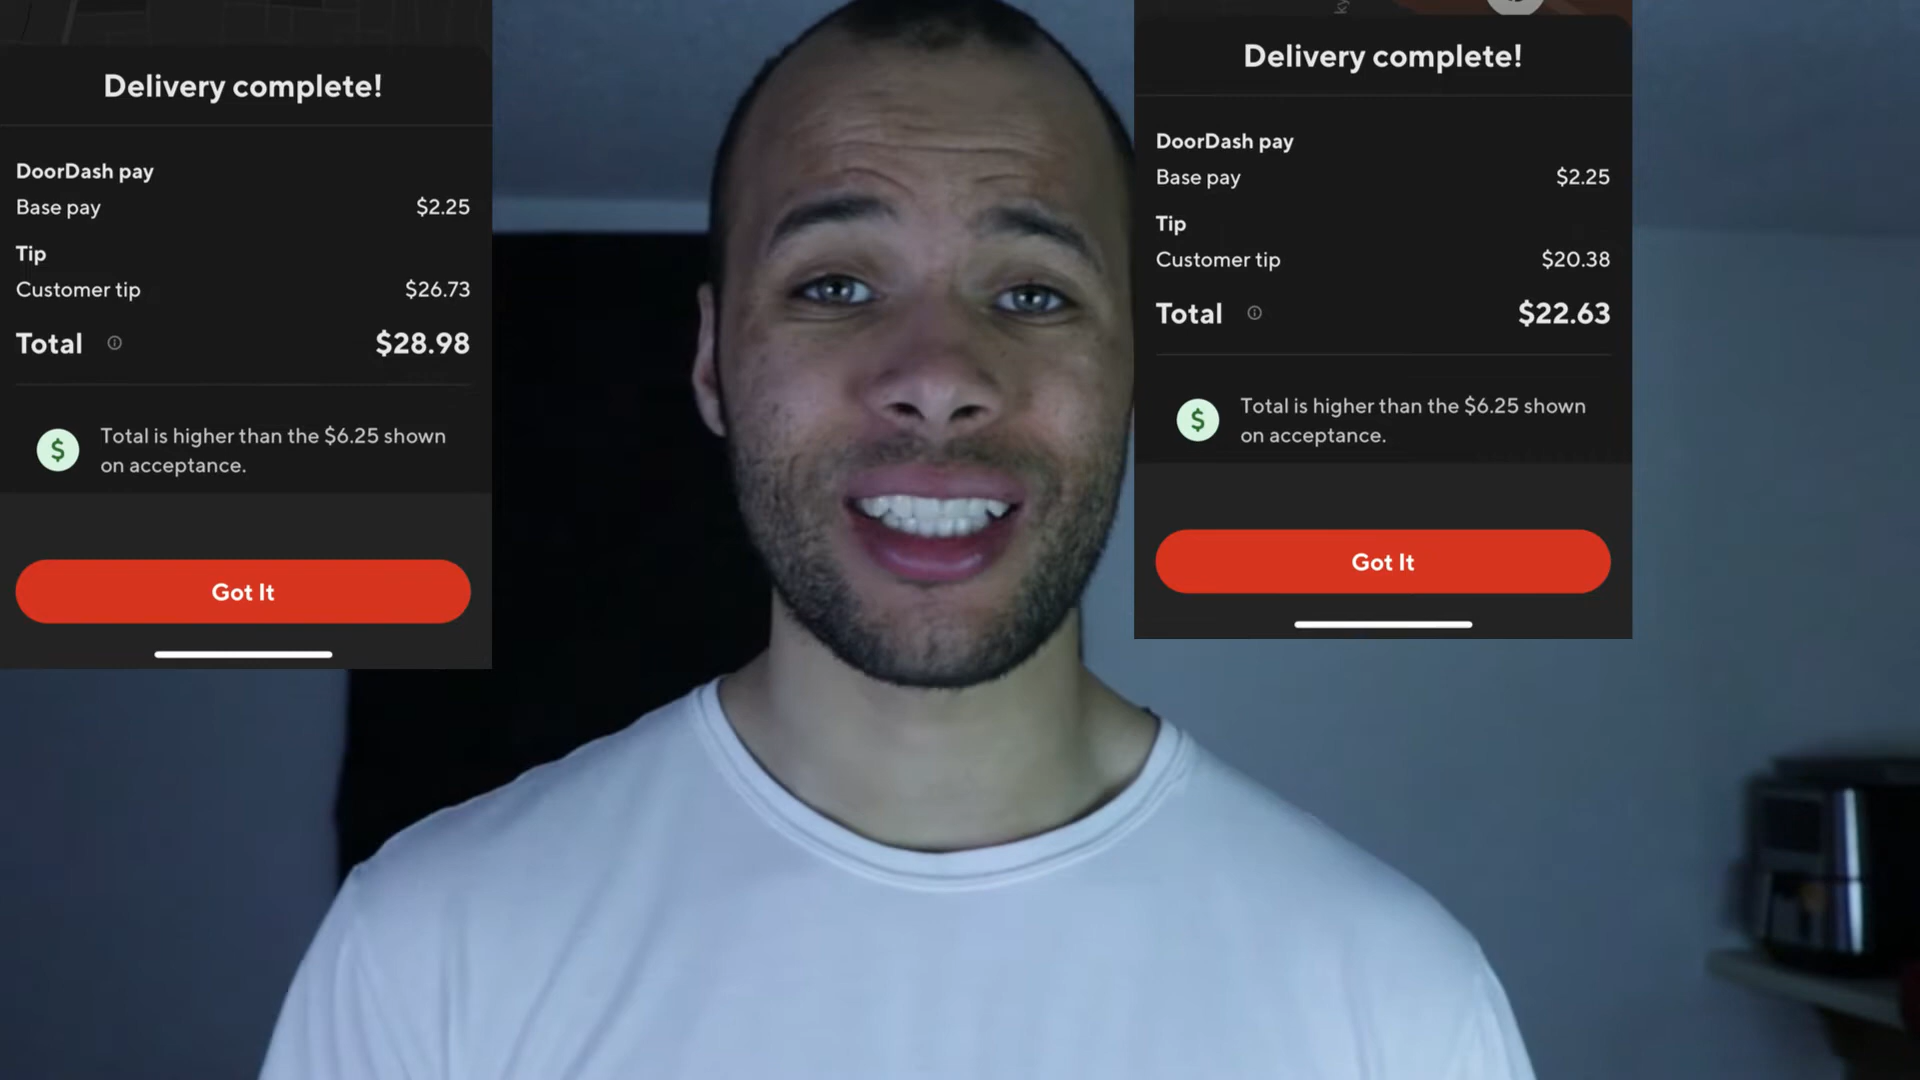 Delivery complete!
DoorDash pay
Base pay $2.25
Tip
Customer tip $26.73
Total $28.98
$ Total is higher than the $6.25 shown
on acceptance.
Got It
Delivery complete!
DoorDash pay
Base pay $2.25
Tip
Customer tip $20.38
Total $22.63
$ Total is higher than the $6.25 shown
on acceptance.
Got It